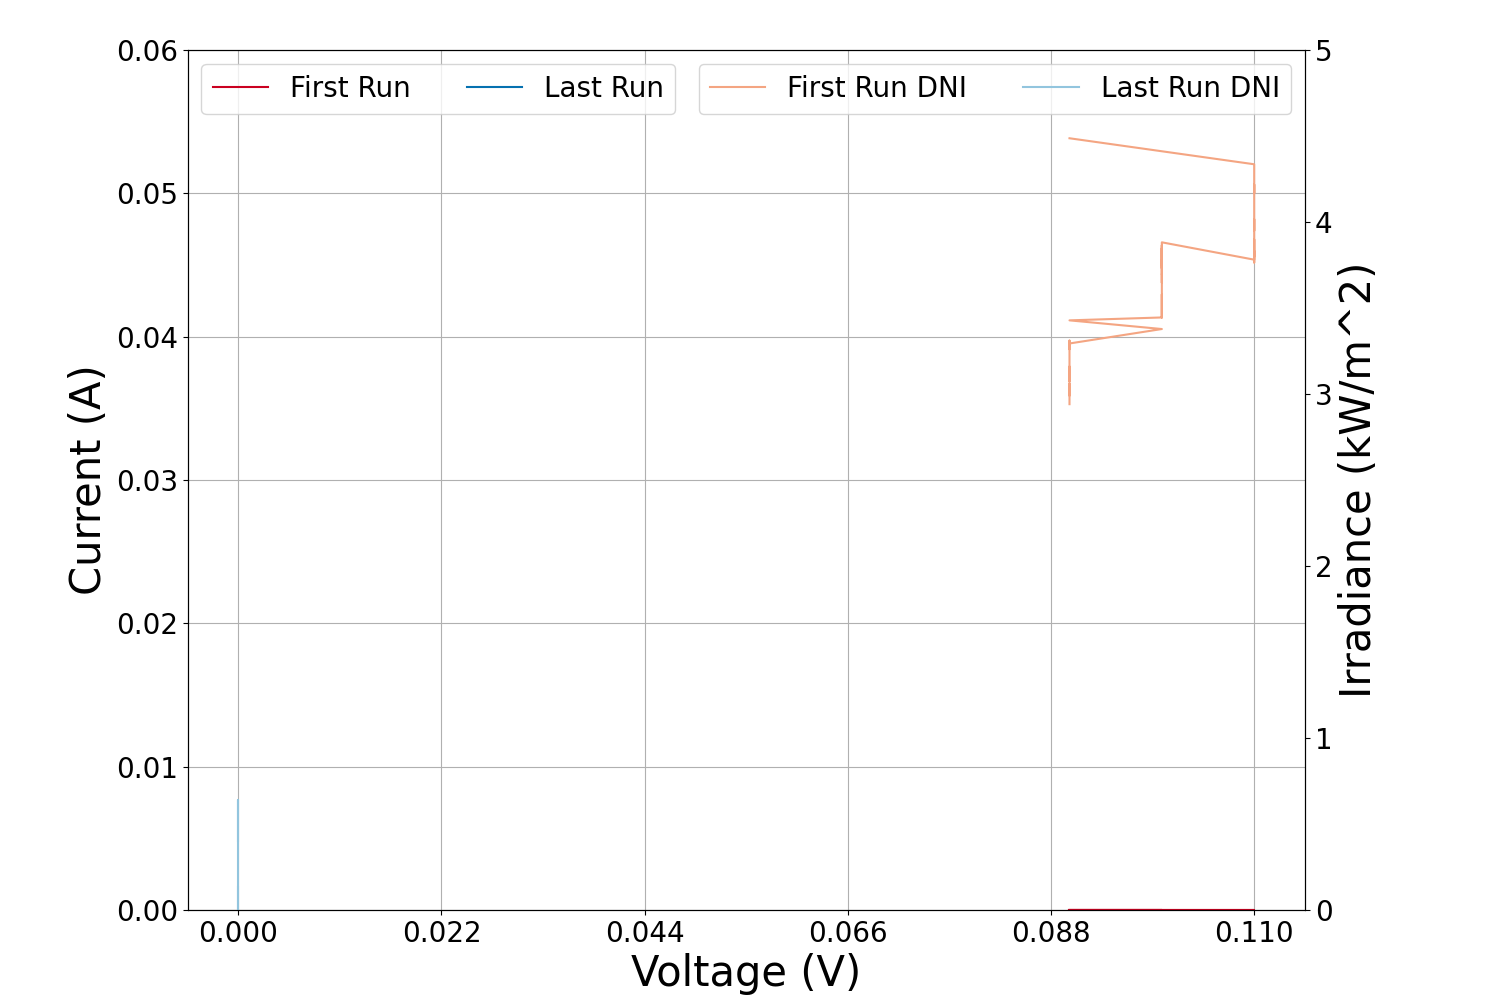 First Run
Last Run
First Run DNI
Last Run DNI
0.06
0.05
0.04
0.03
0.02
0.01
0.00
Current (A)
5
4
3
2
1
0
Irradiance (kW/m^2)
0.000 0.022 0.044 0.066 0.088 0.110
Voltage (V)